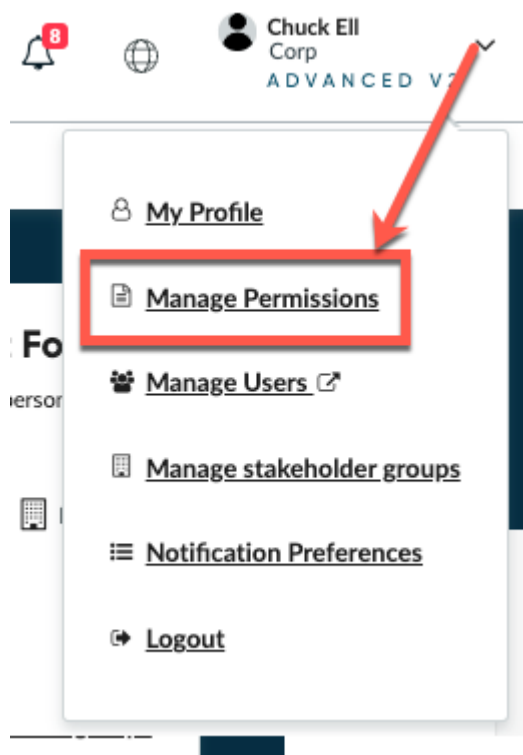 8
Chuck Ell
Corp
ADVANCED
My Profile
Manage Permissions
Fo
Manage Users
Manage stakeholder groups
Notification Preferences
Logout